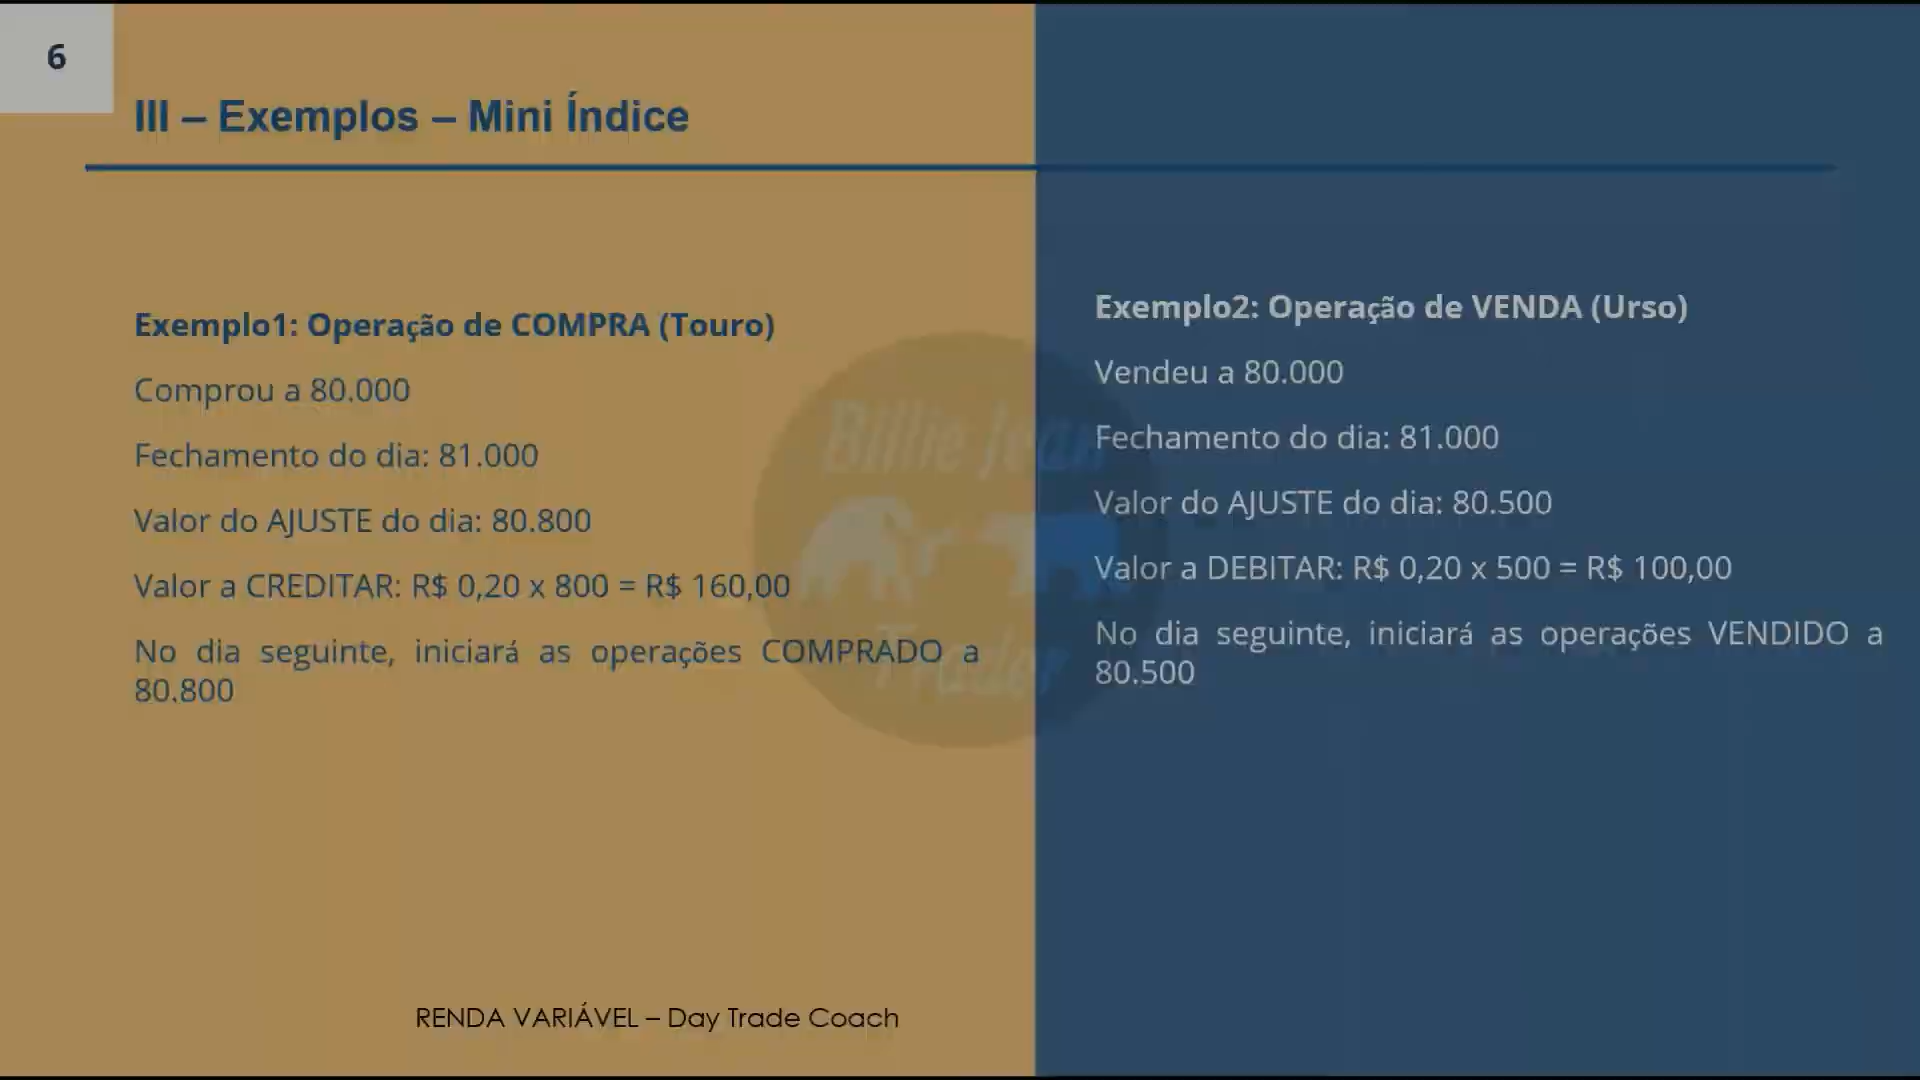 6
III – Exemplos – Mini Índice
Exemplo1: Operação de COMPRA (Touro)
Comprou a 80.000
Fechamento do dia: 81.000
Valor do AJUSTE do dia: 80.800
Valor a CREDITAR: R$ 0,20 x 800 = R$ 160,00
No dia seguinte, iniciará as operações COMPRADO a
80.800
Exemplo2: Operação de VENDA (Urso)
Vendeu a 80.000
Fechamento do dia: 81.000
Valor do AJUSTE do dia: 80.500
Valor a DEBITAR: R$ 0,20 x 500 = R$ 100,00
No dia seguinte, iniciará as operações VENDIDO a
80.500
Billie Jean
Trader
RENDA VARIÁVEL – Day Trade Coach